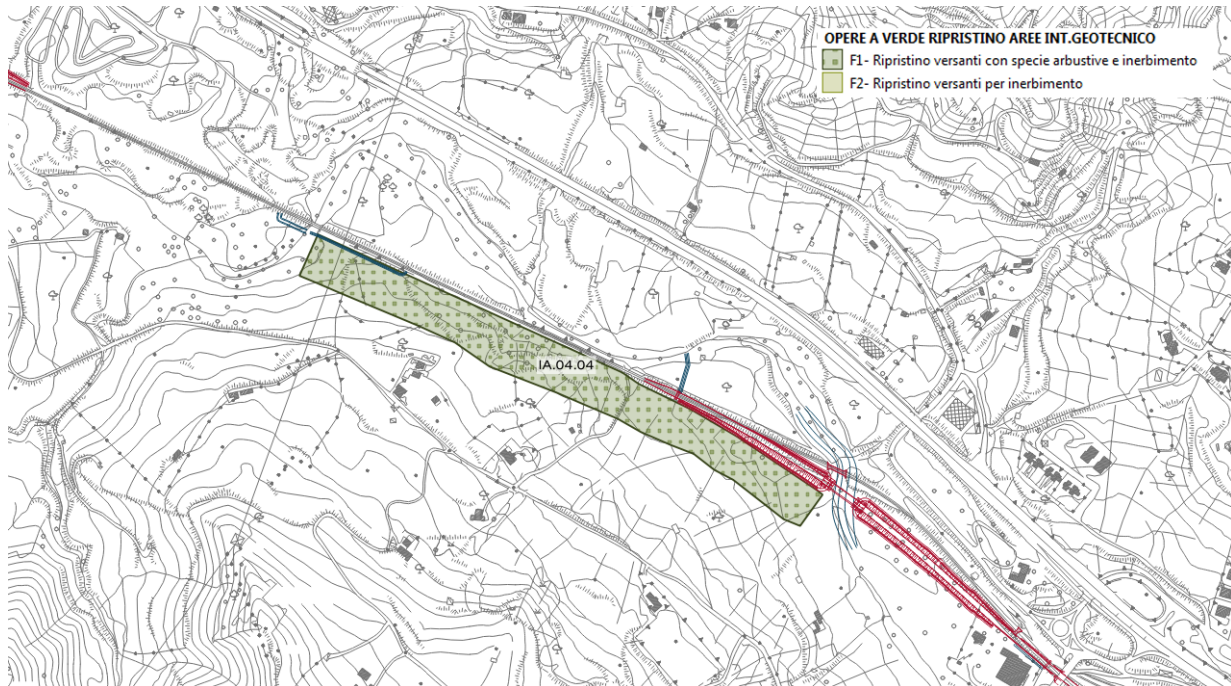 OPERE A VERDE RIPRISTINO AREE INT.GEOTECNICO
F1- Ripristino versanti con specie arbustive e inerbimento
F2- Ripristino versanti per inerbimento
IA.04.04